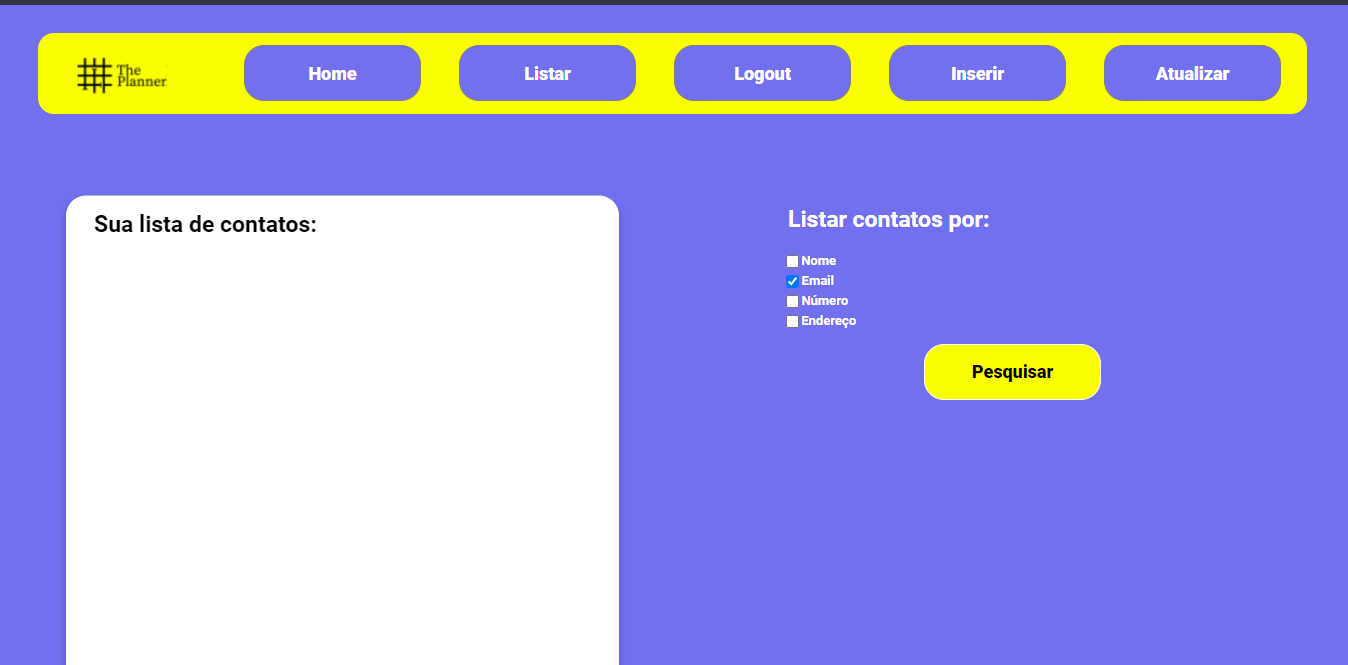 The
Planner
Home
Listar
Logout
Inserir
Atualizar
Sua lista de contatos:
Listar contatos por:
Nome
Email
Número
Endereço
Pesquisar